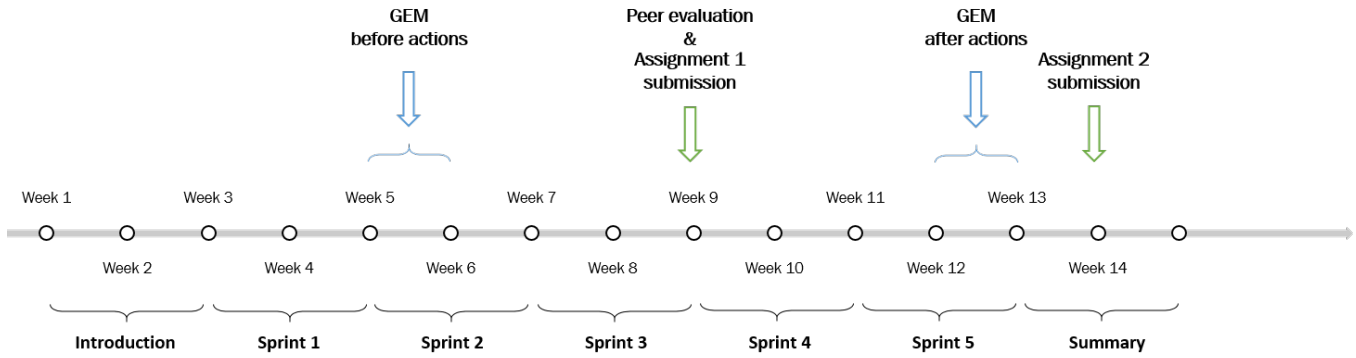 GEM
before actions
Peer evaluation
&
Assignment 1
submission
GEM
after actions
Assignment 2
submission
Week 1
Week 3
Week 5
Week 7
Week 9
Week 11
Week 13
Week 2
Week 4
Week 6
Week 8
Week 10
Week 12
Week 14
Introduction
Sprint 1
Sprint 2
Sprint 3
Sprint 4
Sprint 5
Summary